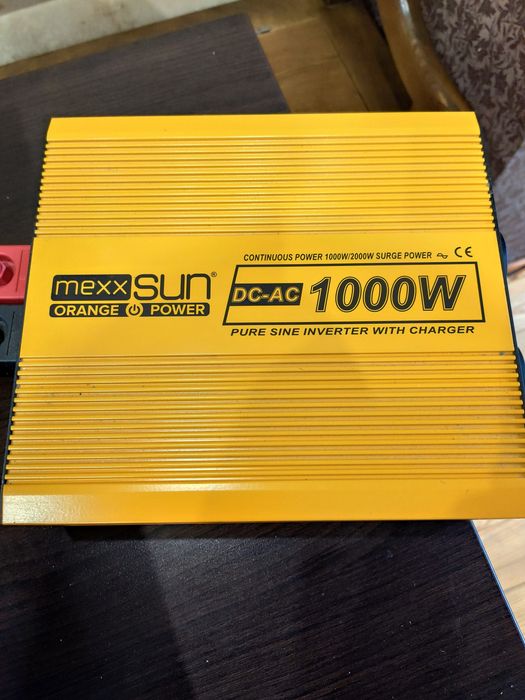 CONTINUOUS POWER 1000W/2000W SURGE POWER CE
mexxsun®
ORANGE POWER
DC-AC 1000W
PURE SINE INVERTER WITH CHARGER